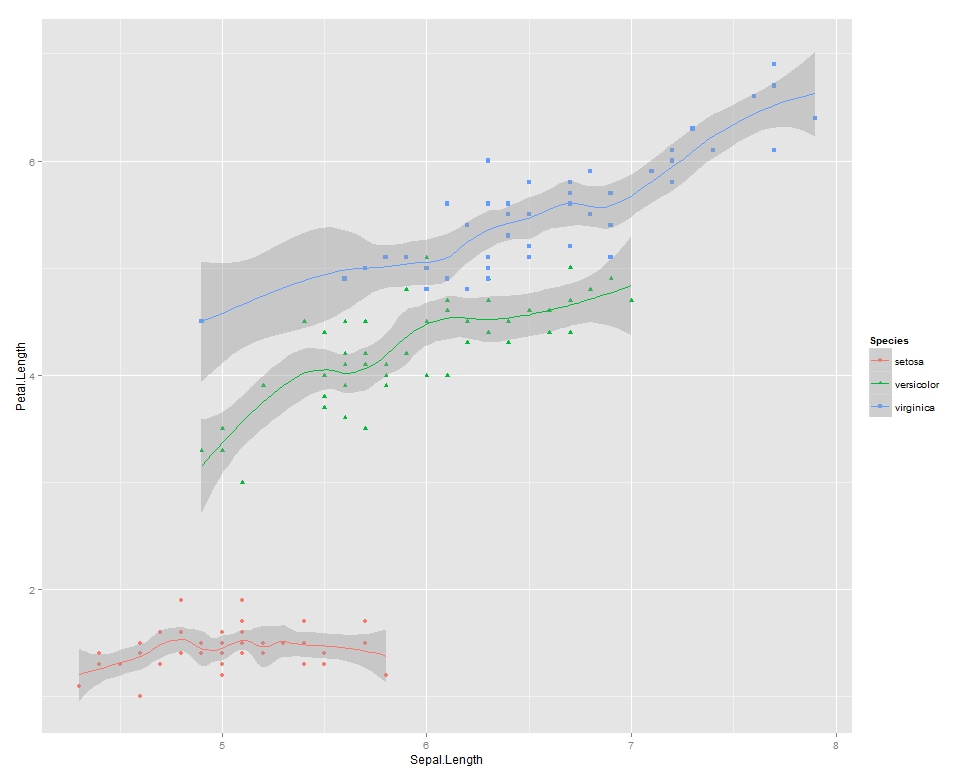 6
4
2
5
6
7
8
Sepal.Length
Petal.Length
Species
setosa
versicolor
virginica